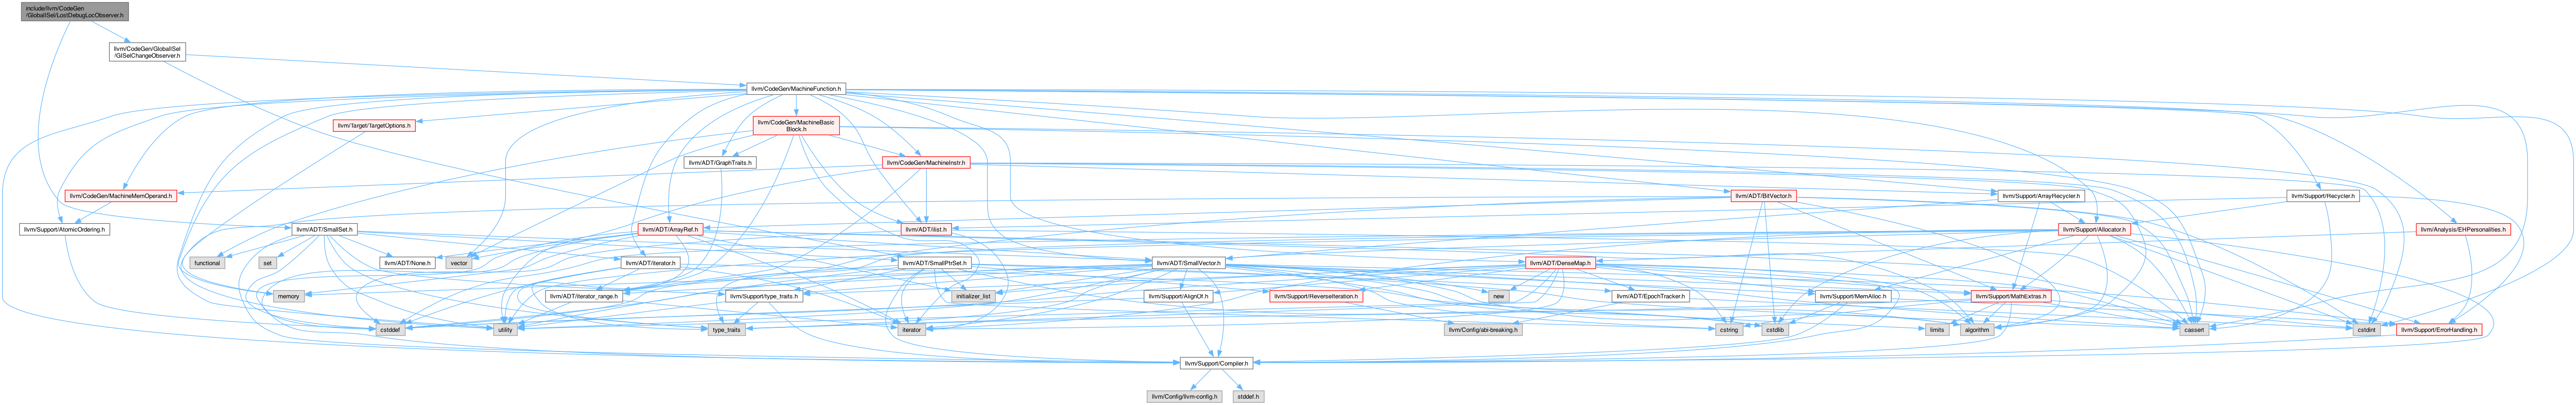 include/llvm/CodeGen
/GlobalISel/LostDebugLocObserver.h
llvm/CodeGen/GlobalISel
/GISelChangeObserver.h
llvm/CodeGen/MachineFunction.h
llvm/Target/TargetOptions.h
llvm/CodeGen/MachineBasic
Block.h
llvm/ADT/GraphTraits.h
llvm/CodeGen/MachineInstr.h
llvm/CodeGen/MachineMemOperand.h
llvm/ADT/BitVector.h
llvm/Support/ArrayRecycler.h
llvm/Support/Recycler.h
llvm/Support/AtomicOrdering.h
llvm/ADT/SmallSet.h
llvm/ADT/ArrayRef.h
llvm/ADT/ilist.h
llvm/Support/Allocator.h
llvm/Analysis/EHPersonalities.h
functional
set
llvm/ADT/None.h
vector
llvm/ADT/iterator.h
llvm/ADT/SmallPtrSet.h
llvm/ADT/SmallVector.h
llvm/ADT/DenseMap.h
memory
llvm/ADT/iterator_range.h
llvm/Support/type_traits.h
initializer_list
llvm/Support/AlignOf.h
llvm/Support/ReverseIteration.h
new
llvm/ADT/EpochTracker.h
llvm/Support/MemAlloc.h
llvm/Support/MathExtras.h
cstddef
utility
type_traits
iterator
llvm/Config/abi-breaking.h
cstring
cstdlib
limits
algorithm
cassert
cstdint
llvm/Support/ErrorHandling.h
llvm/Support/Compiler.h
llvm/Config/llvm-config.h
stddef.h